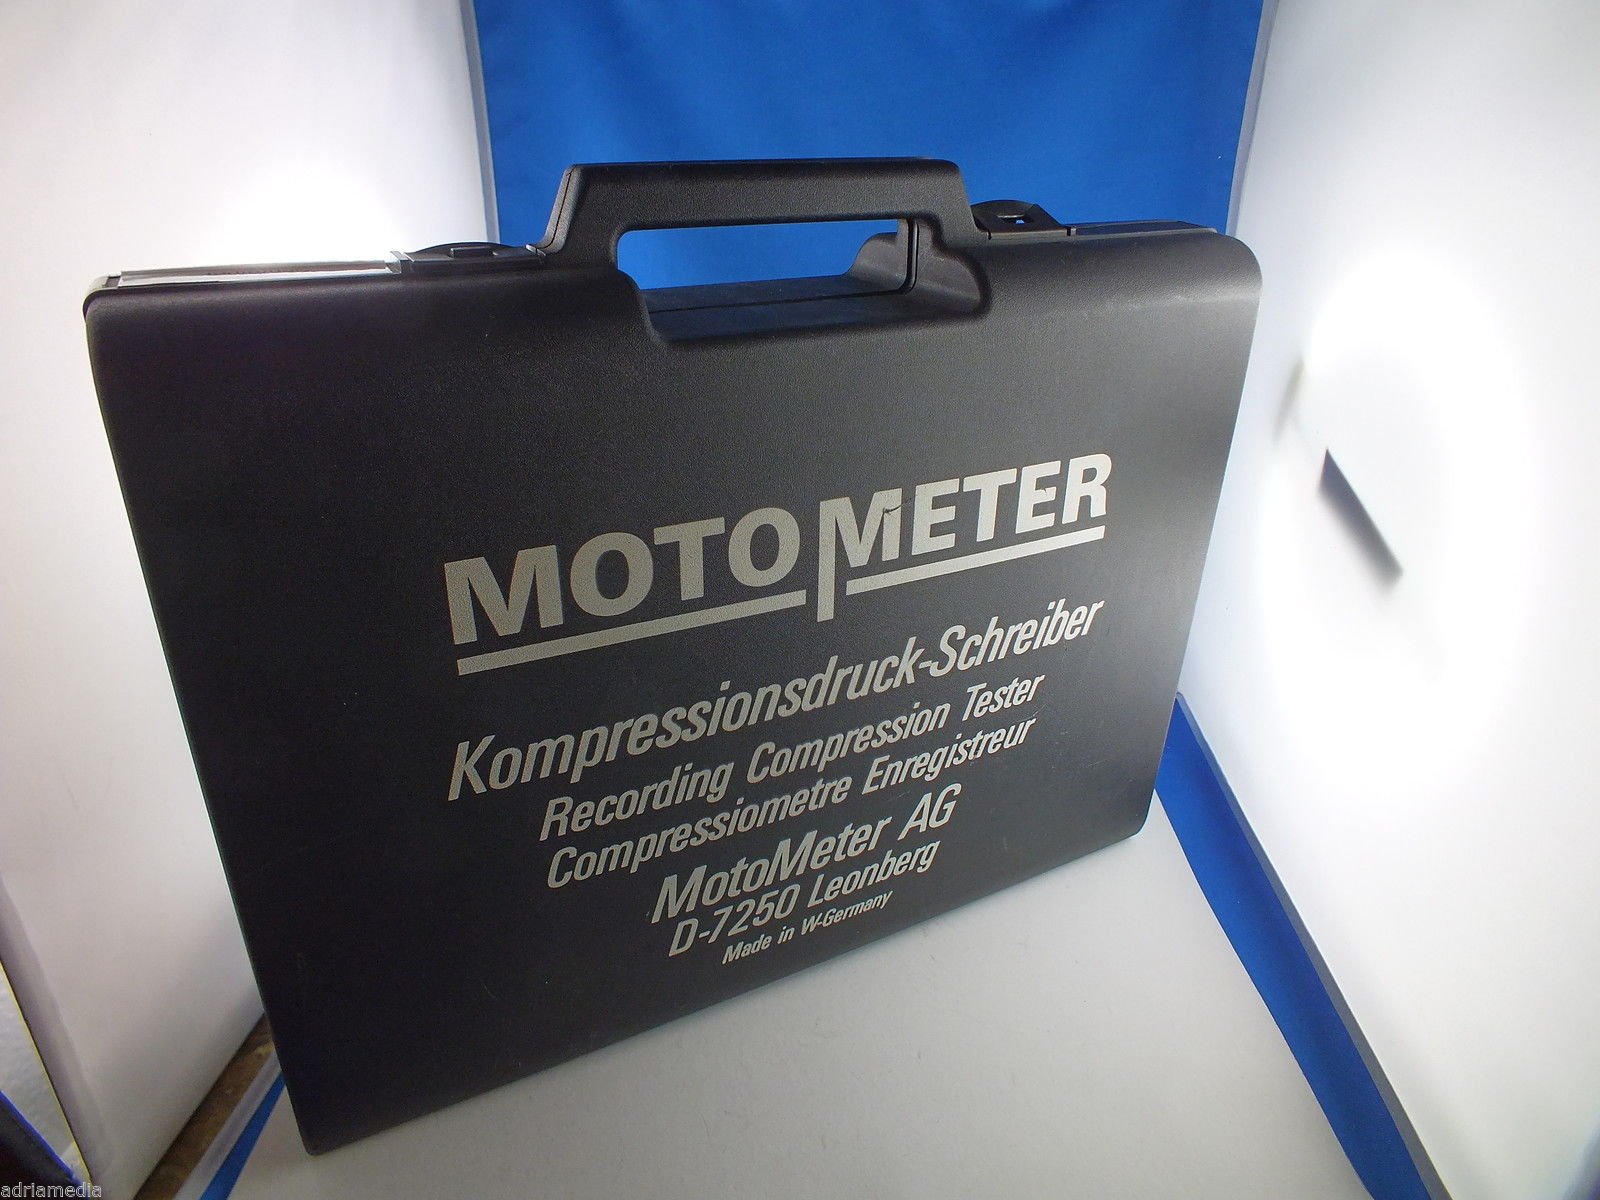 MOTOMETER
Kompressionsdruck-Schreiber
Recording Compression Tester
Compressiometre Enregistreur
MotoMeter AG
D-7250 Leonberg
Made in W-Germany
adriamedia